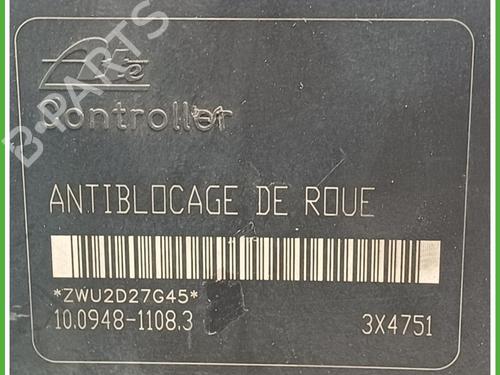 Ate
Controller
B-PARTS
ANTIBLOCAGE DE ROUE
*ZWU2D27G45*
10.0948-1108.3 3X4751